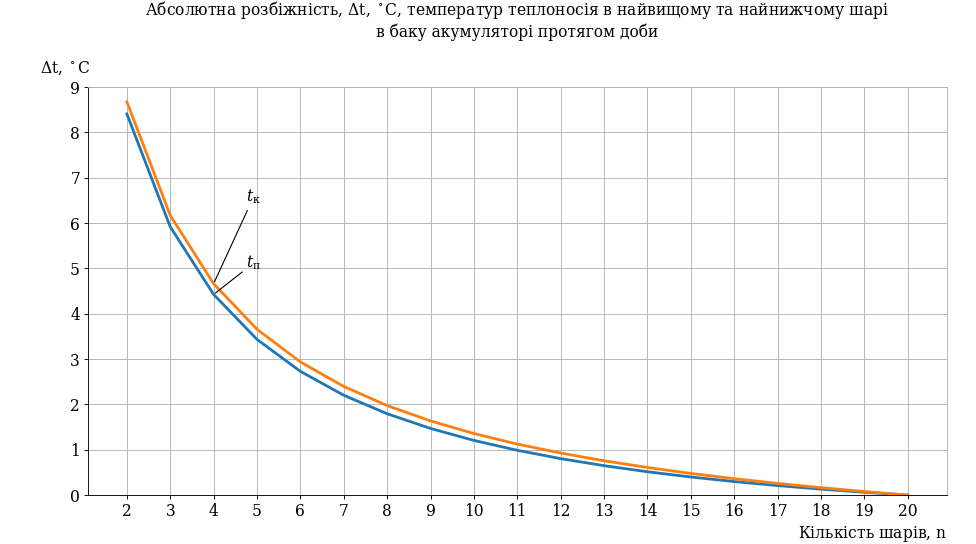 Абсолютна розбіжність, Δt, °C, температур теплоносія в найвищому та найнижчому шарі
в баку акумуляторі протягом доби
Δt, °C
9
8
7
6
5
4
3
2
1
0
tк
tп
2 3 4 5 6 7 8 9 10 11 12 13 14 15 16 17 18 19 20
Кількість шарів, n